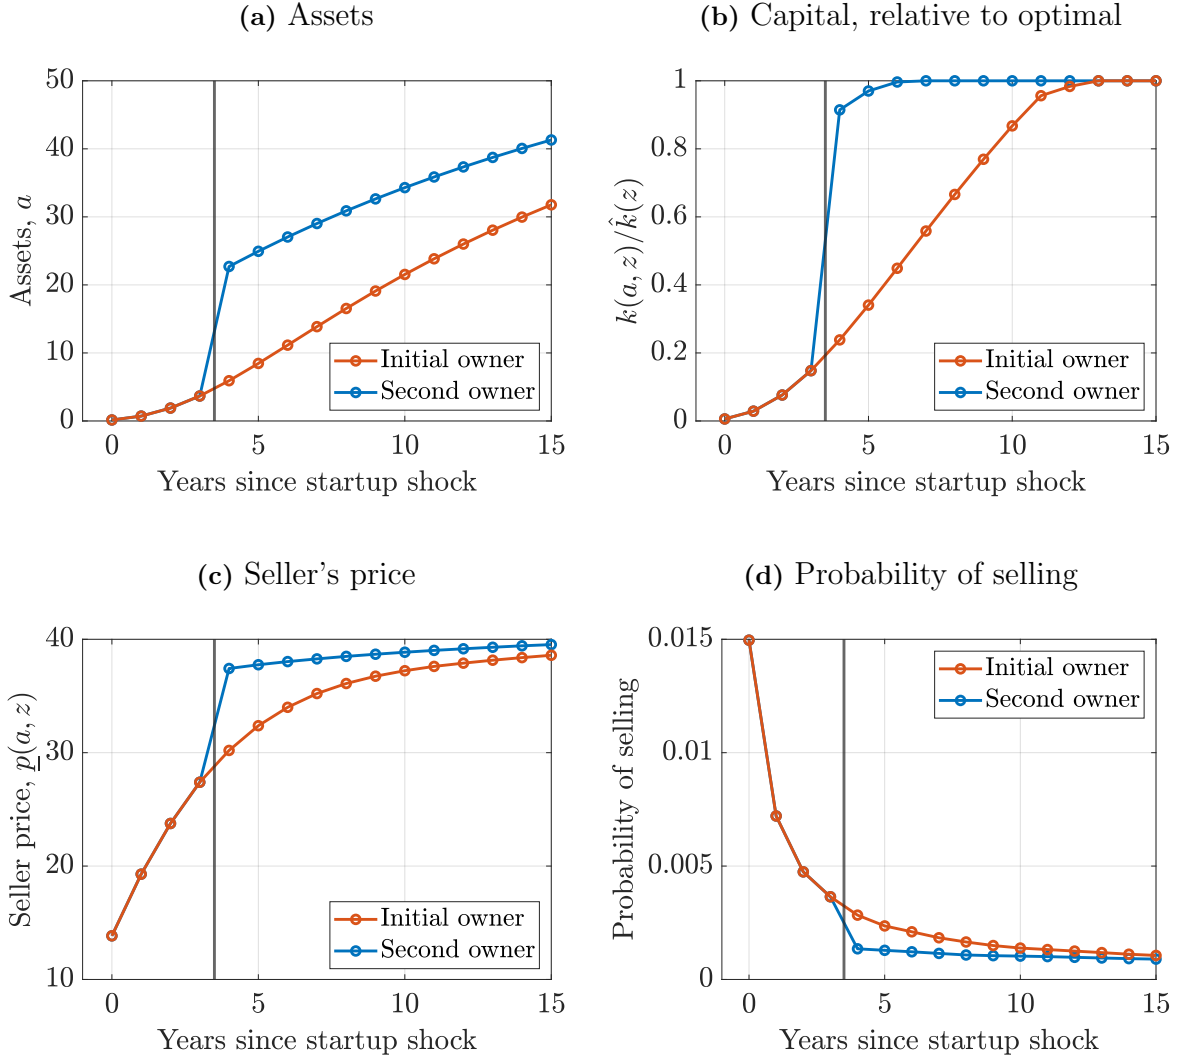 (a) Assets
50
40
30
20
10
0
Assets, a
0 5 10 15
Years since startup shock
Initial owner
Second owner
(b) Capital, relative to optimal
1
0.8
0.6
0.4
0.2
0
k(a, z)/k̂(z)
0 5 10 15
Years since startup shock
Initial owner
Second owner
(c) Seller's price
40
30
20
10
Seller price, p̲(a, z)
0 5 10 15
Years since startup shock
Initial owner
Second owner
(d) Probability of selling
0.015
0.01
0.005
0
Probability of selling
0 5 10 15
Years since startup shock
Initial owner
Second owner